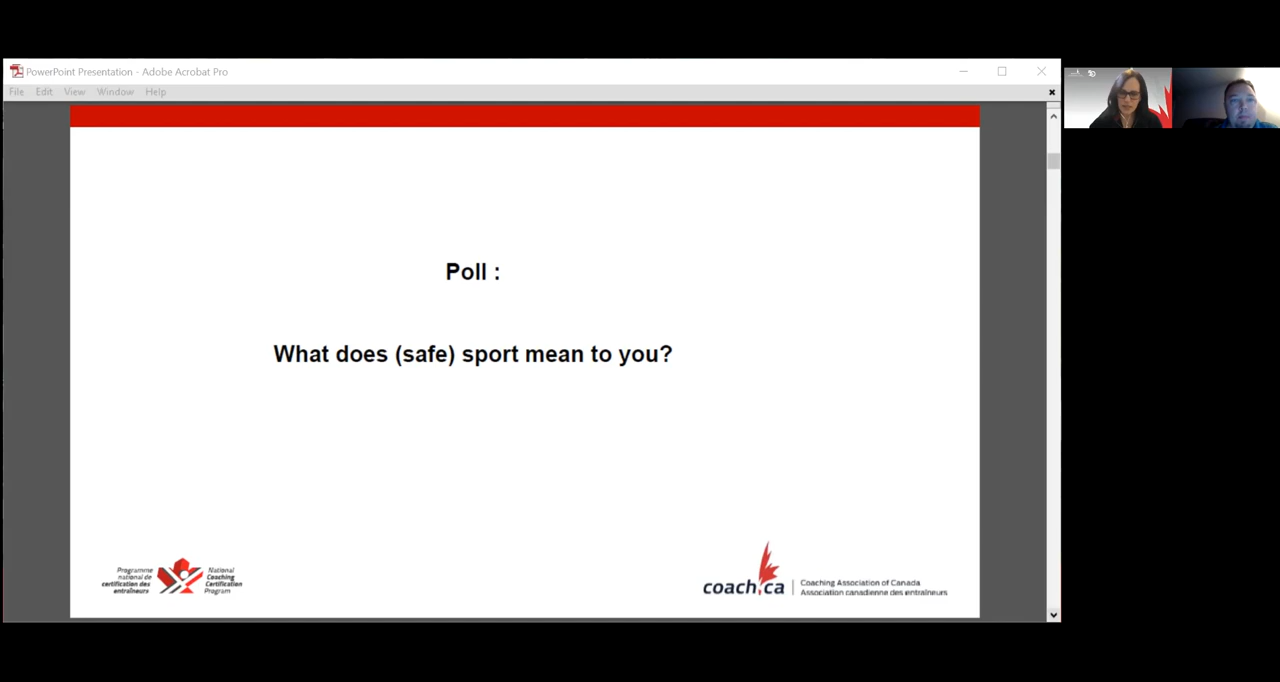 PowerPoint Presentation - Adobe Acrobat Pro
File Edit View Window Help
Poll :
What does (safe) sport mean to you?
Programme
national de
certification des
entraîneurs
National
Coaching
Certification
Program
coach.ca
Coaching Association of Canada
Association canadienne des entraîneurs